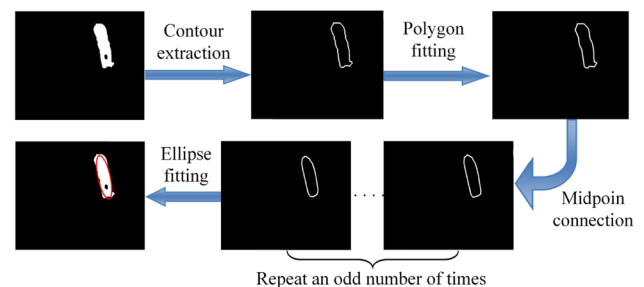 Contour
extraction
Polygon
fitting
Midpoin
connection
Ellipse
fitting
. . . .
Repeat an odd number of times